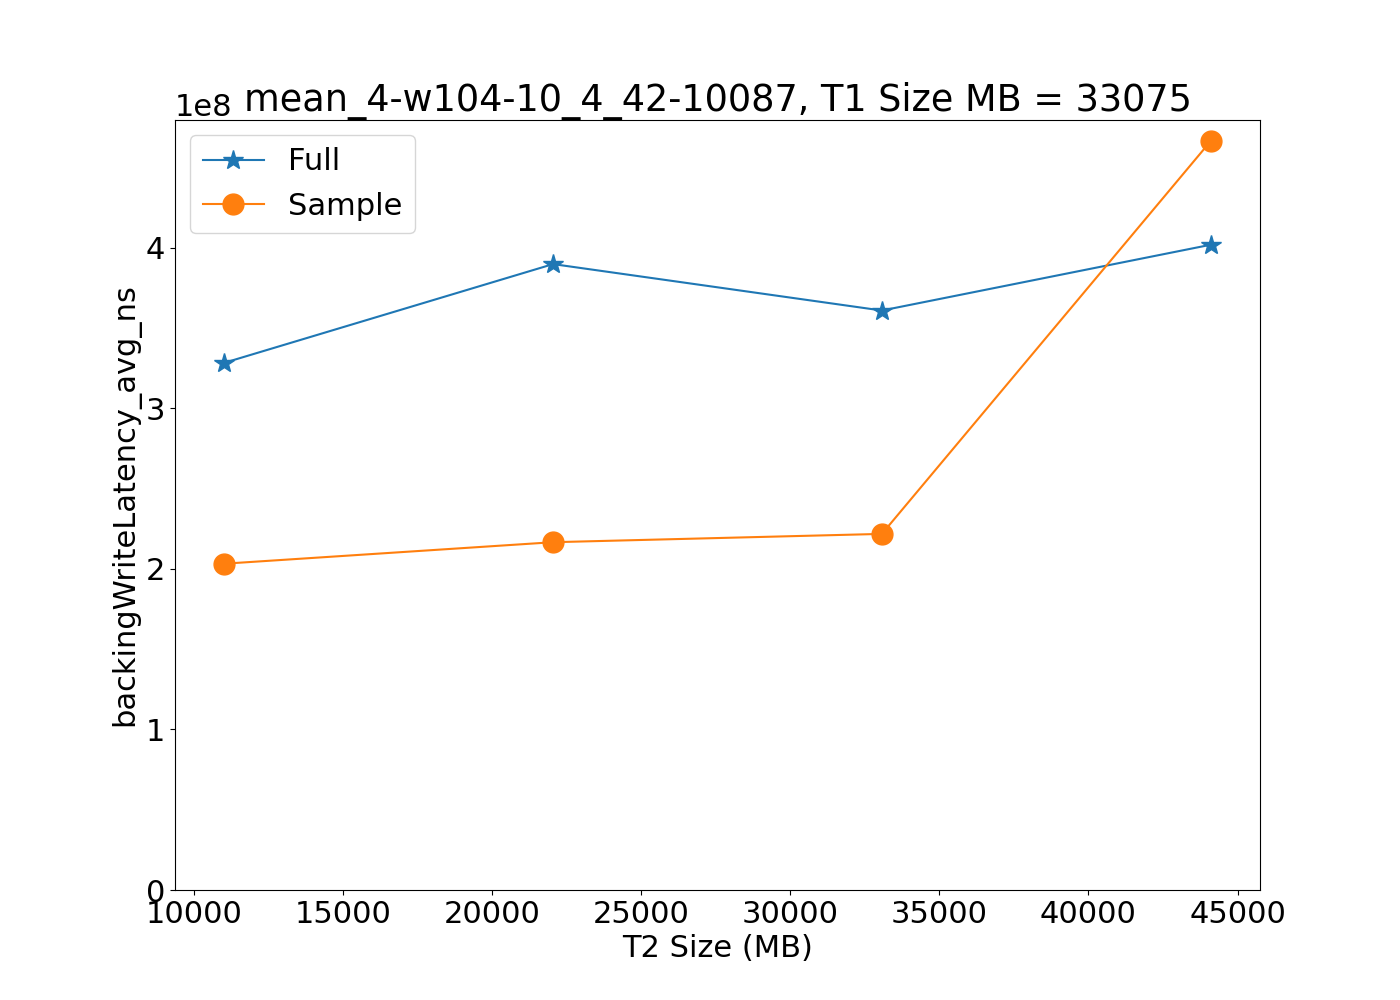 1e8 mean_4-w104-10_4_42-10087, T1 Size MB = 33075
Full
Sample
backingWriteLatency_avg_ns
4
3
2
1
0
10000 15000 20000 25000 30000 35000 40000 45000
T2 Size (MB)